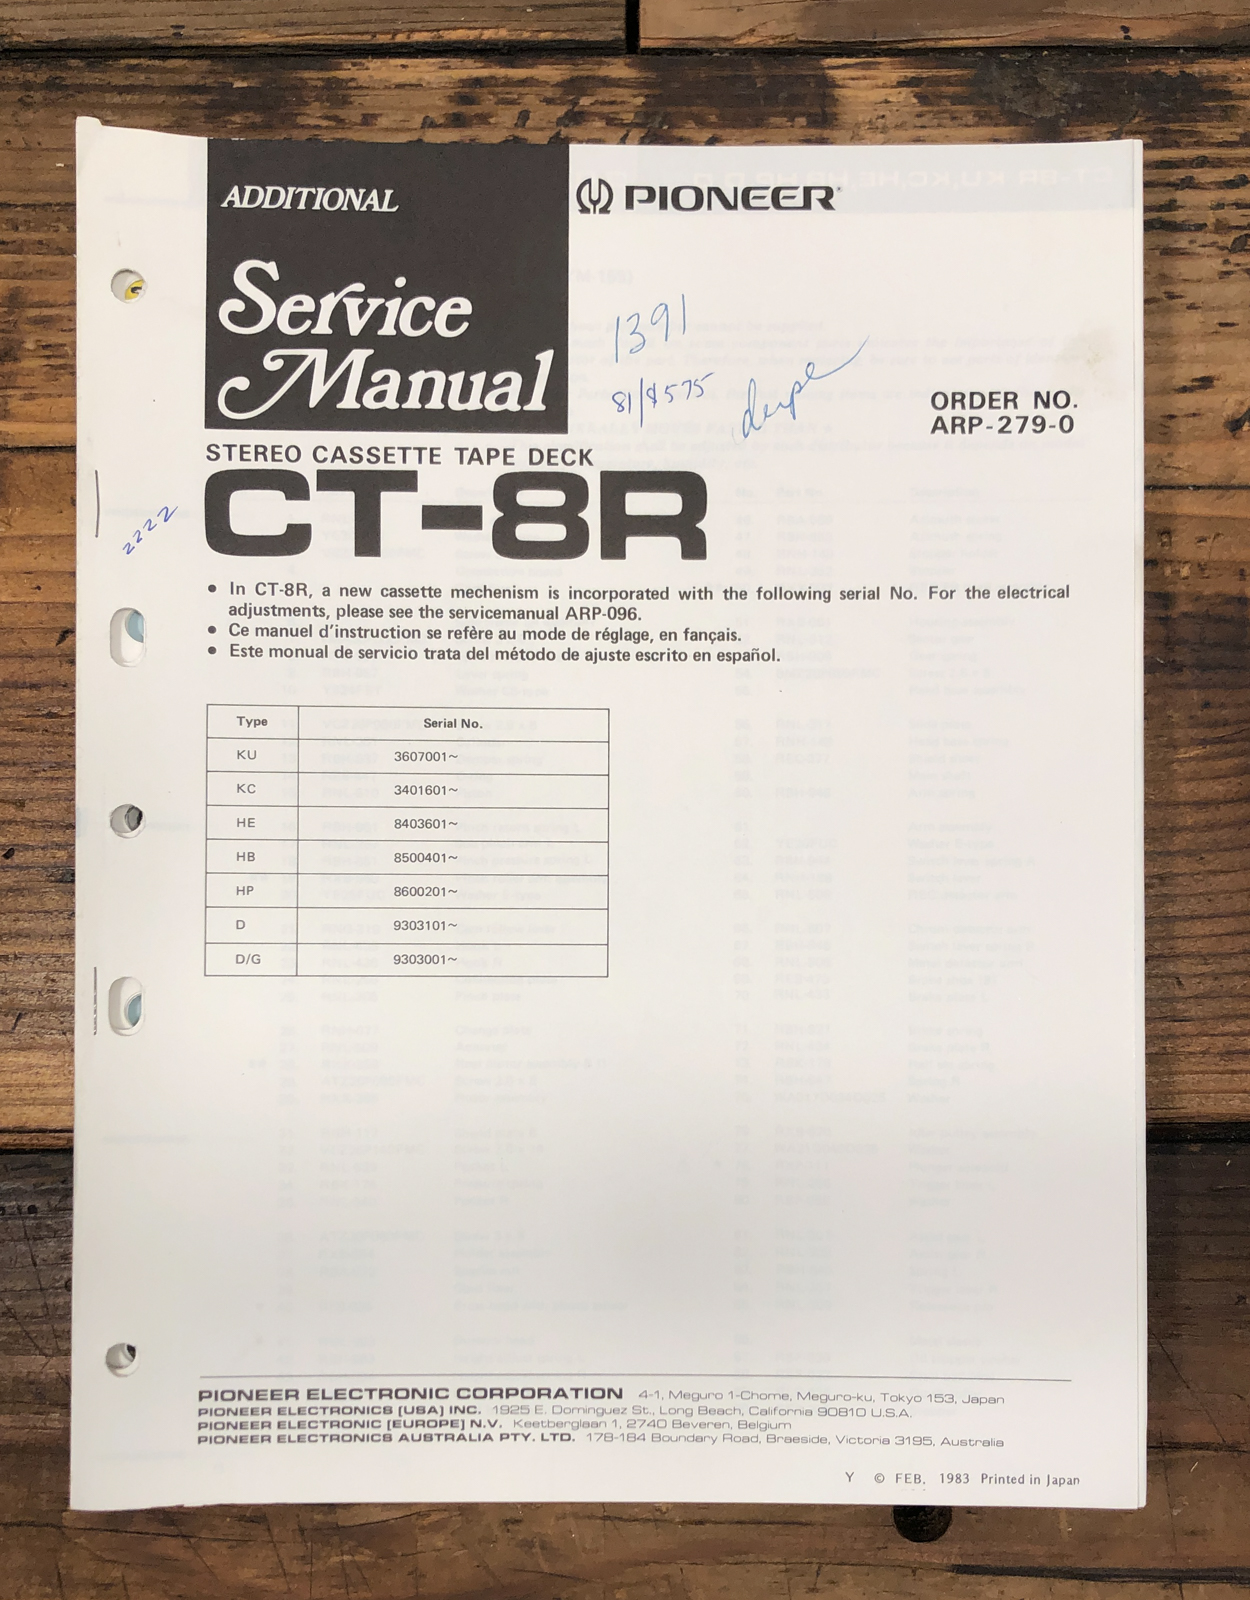 ADDITIONAL
Service
Manual
PIONEER
1391
ORDER NO.
ARP-279-0
STEREO CASSETTE TAPE DECK
CT-8R
2222
• In CT-8R, a new cassette mechenism is incorporated with the following serial No. For the electrical
adjustments, please see the servicemanual ARP-096.
• Ce manuel d'instruction se refère au mode de réglage, en fançais.
• Este monual de servicio trata del método de ajuste escrito en español.
Type Serial No.
KU 3607001~
KC 3401601~
HE 8403601~
HB 8500401~
HP 8600201~
D 9303101~
D/G 9303001~
PIONEER ELECTRONIC CORPORATION 4-1, Meguro 1-Chome, Meguro-ku, Tokyo 153, Japan
PIONEER ELECTRONICS [USA] INC. 1925 E. Dominguez St., Long Beach, California 90810 U.S.A.
PIONEER ELECTRONIC [EUROPE] N.V. Keetberglaan 1, 2740 Beveren, Belgium
PIONEER ELECTRONICS AUSTRALIA PTY. LTD. 178-184 Boundary Road, Braeside, Victoria 3195, Australia
Y © FEB. 1983 Printed in Japan